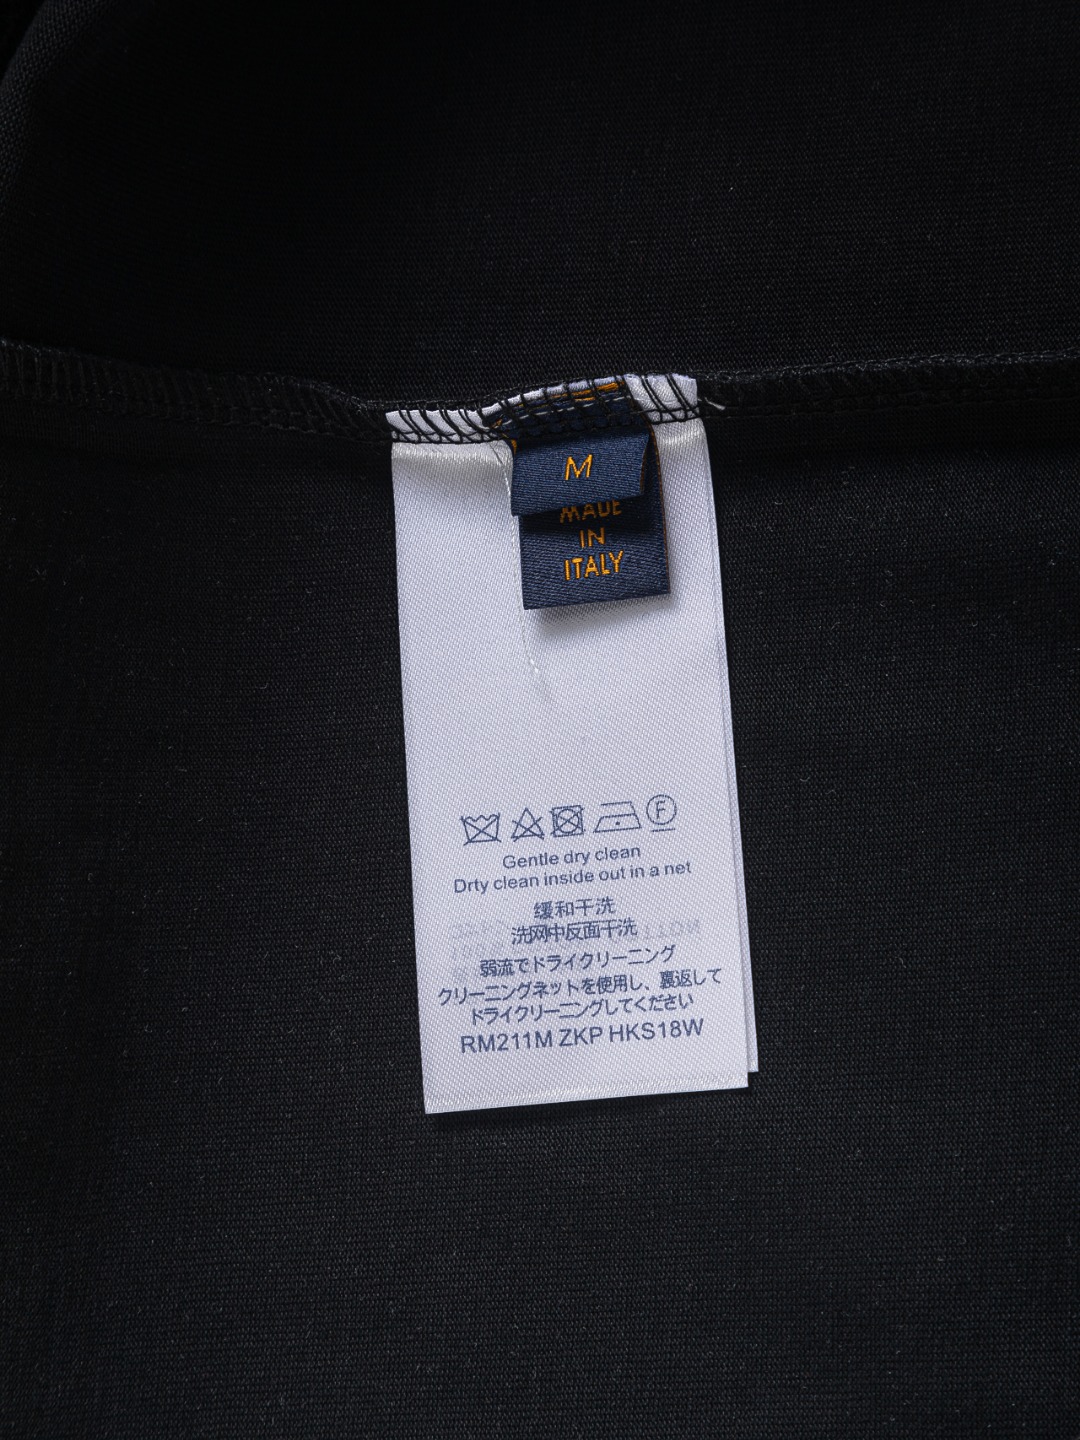 M
MADE
IN
ITALY
F
Gentle dry clean
Drty clean inside out in a net
缓和干洗
洗网中反面干洗
弱流でドライクリーニング
クリーニングネットを使用し、裏返して
ドライクリーニングしてください
RM211M ZKP HKS18W